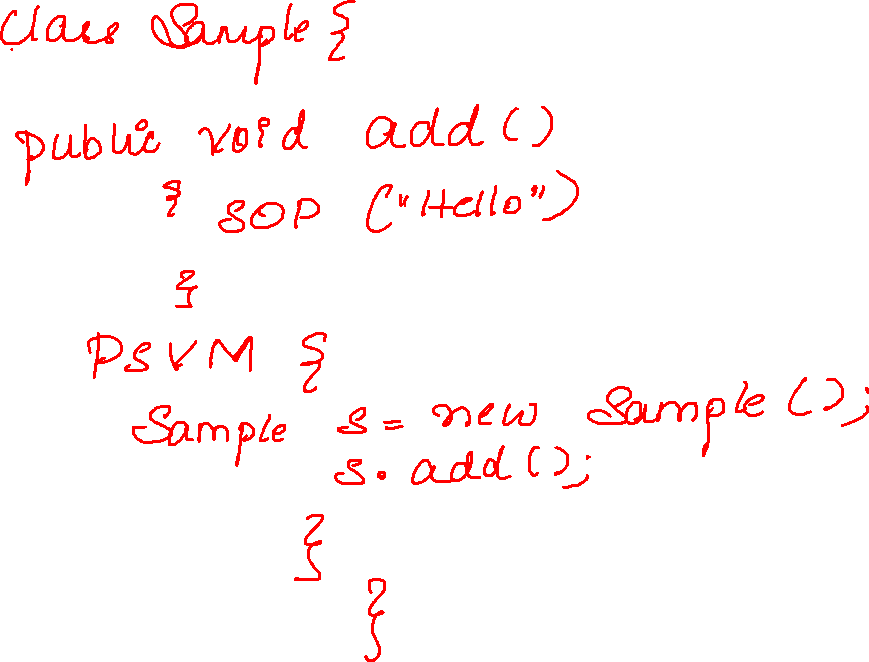 class Sample {
public void add ()
{ SOP ("Hello")
}
PSVM {
Sample s = new Sample ();
s. add ();
}
}